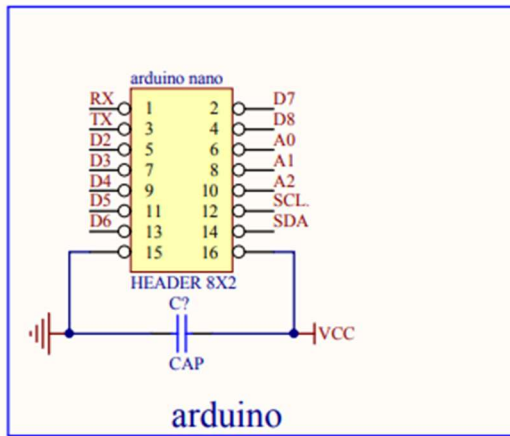 arduino nano
RX 1 2 D7
TX 3 4 D8
D2 5 6 A0
D3 7 8 A1
D4 9 10 A2
D5 11 12 SCL.
D6 13 14 SDA
15 16
HEADER 8X2
C?
VCC
CAP
arduino